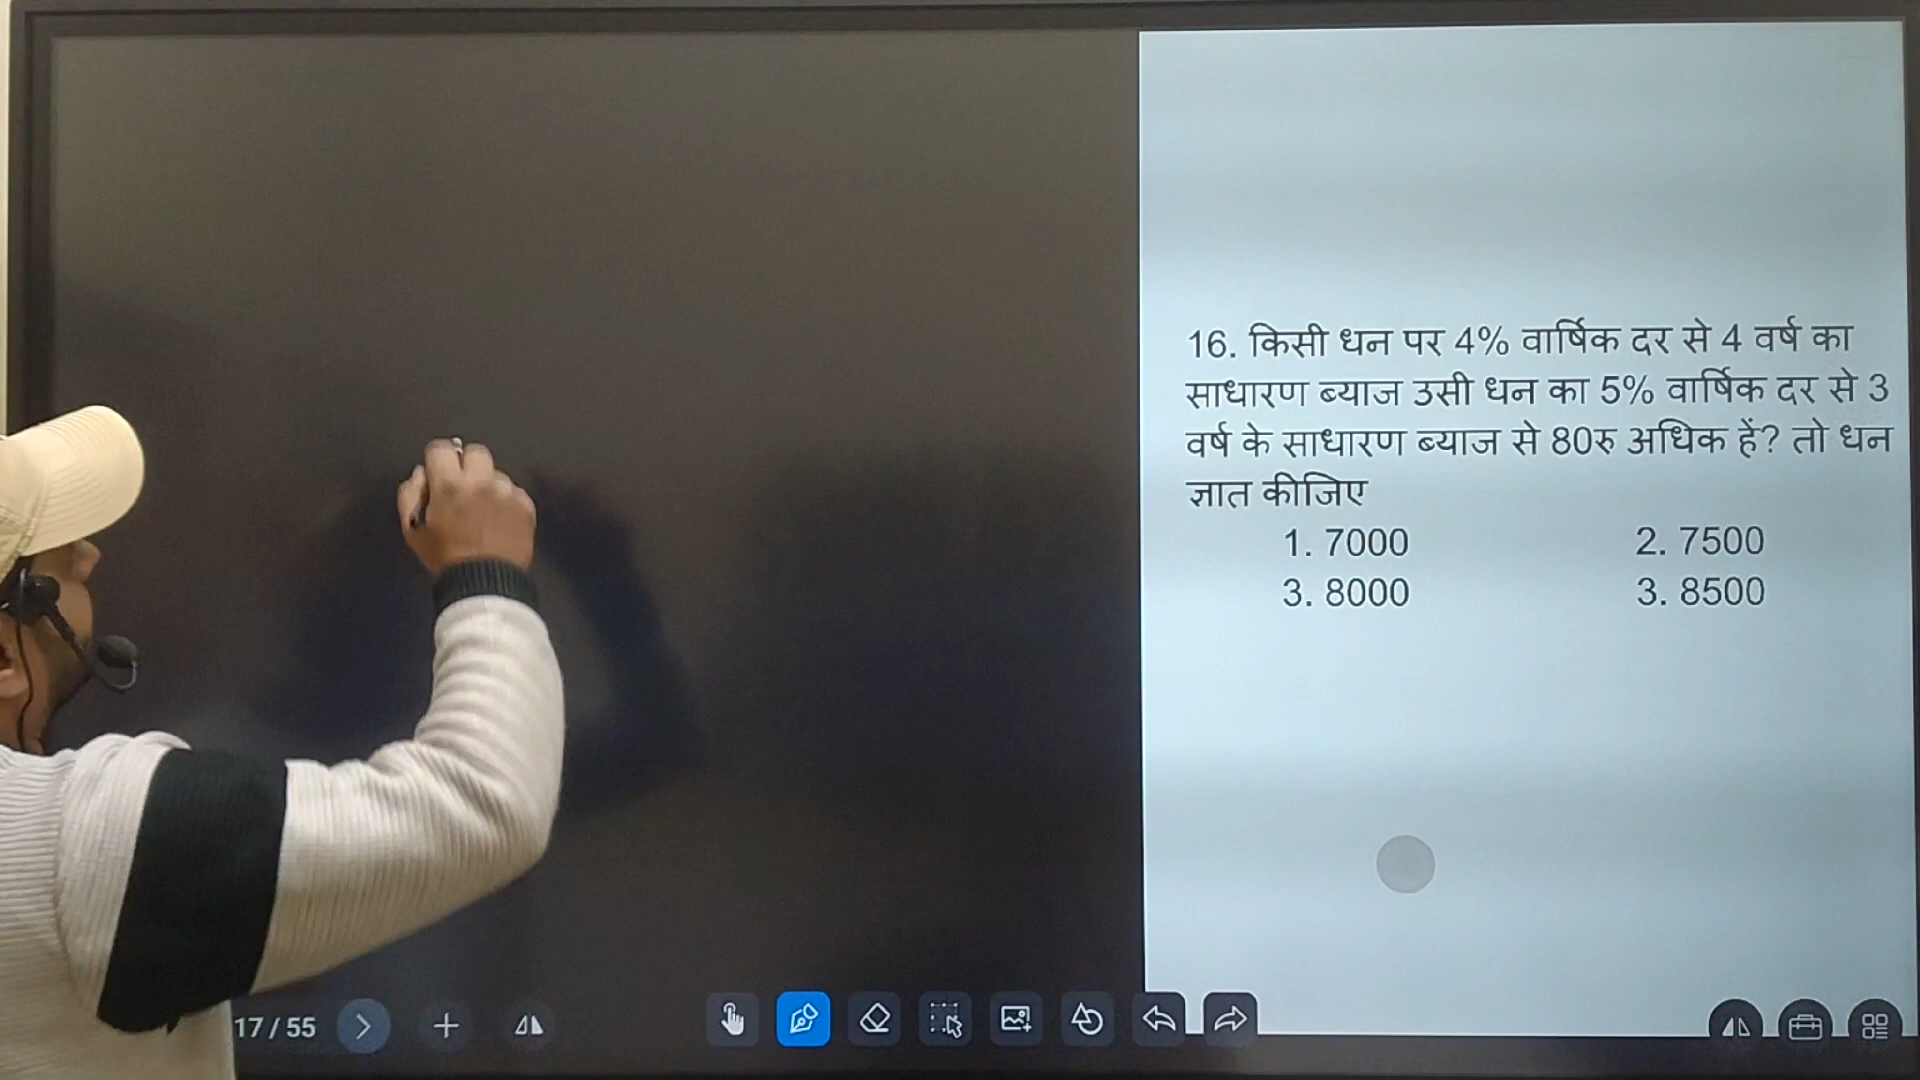 16. किसी धन पर 4% वार्षिक दर से 4 वर्ष का
साधारण ब्याज उसी धन का 5% वार्षिक दर से 3
वर्ष के साधारण ब्याज से 80रु अधिक हें? तो धन
ज्ञात कीजिए
1. 7000 2. 7500
3. 8000 3. 8500
17 / 55